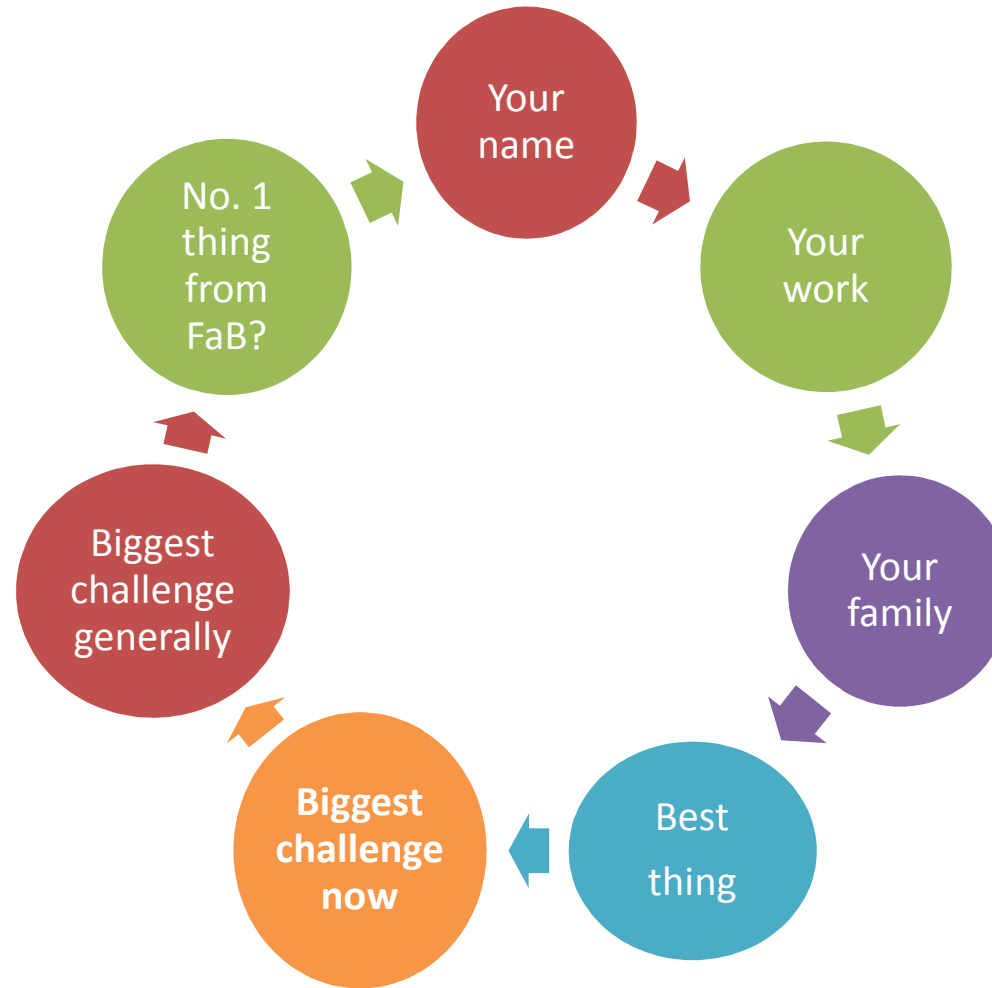 Your
name
Your
work
Your
family
Best
thing
Biggest
challenge
now
Biggest
challenge
generally
No. 1
thing
from
FaB?